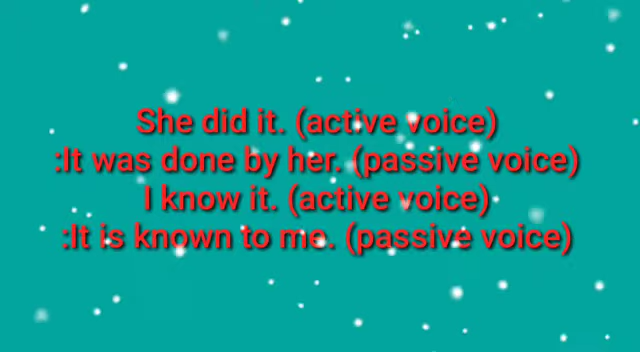 She did it. (active voice)
:It was done by her. (passive voice)
I know it. (active voice)
:It is known to me. (passive voice)